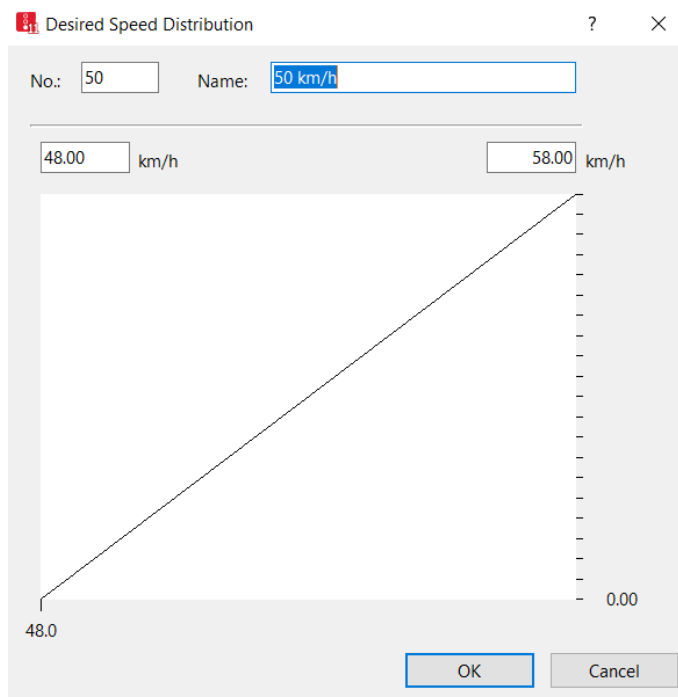 Desired Speed Distribution ?
No.: 50 Name: 50 km/h
48.00 km/h 58.00 km/h
0.00
48.0
OK Cancel